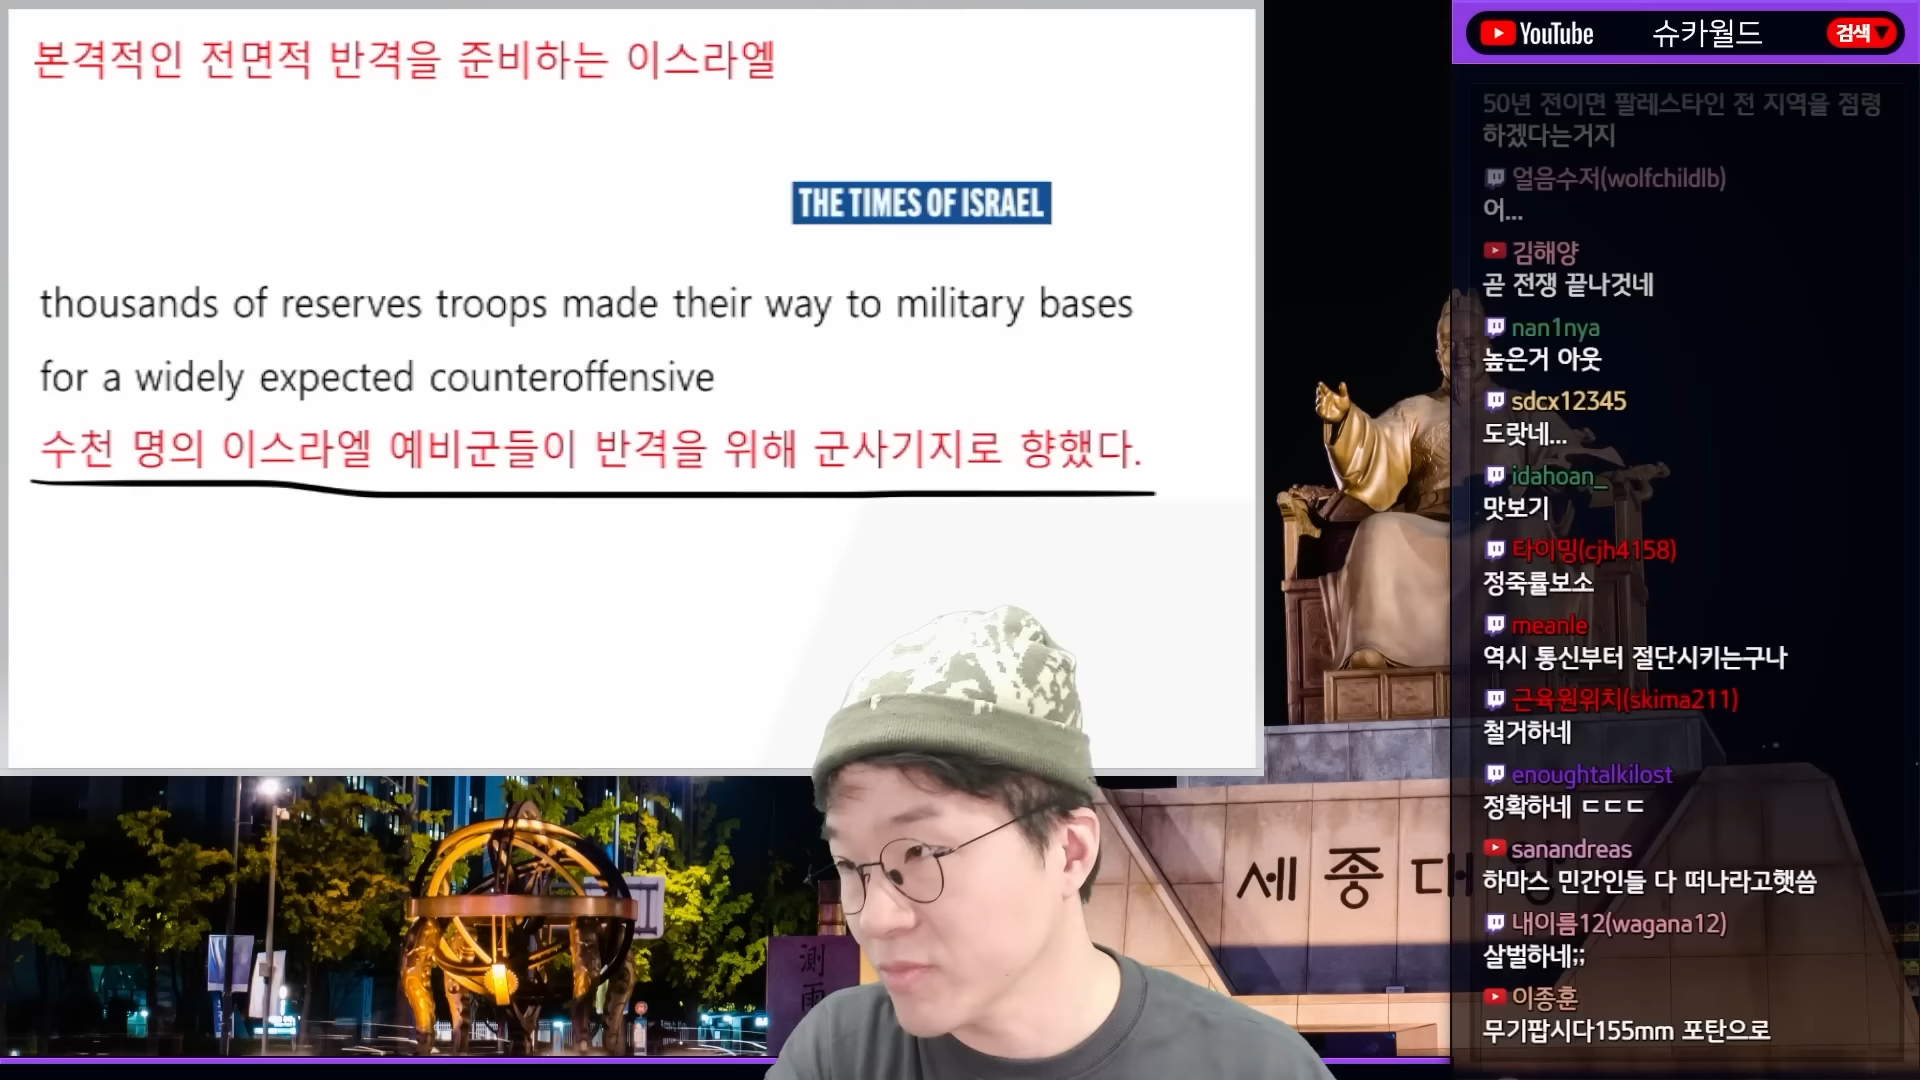 본격적인 전면적 반격을 준비하는 이스라엘
THE TIMES OF ISRAEL
thousands of reserves troops made their way to military bases
for a widely expected counteroffensive
수천 명의 이스라엘 예비군들이 반격을 위해 군사기지로 향했다.
세종대
測
雨
YouTube 슈카월드 검색▼
50년 전이면 팔레스타인 전 지역을 점령
하겠다는거지
얼음수저(wolfchildlb)
어...
김해양
곧 전쟁 끝나것네
nan1nya
높은거 아웃
sdcx12345
도랏네...
idahoan_
맛보기
타이밍(cjh4158)
정죽률보소
meanle
역시 통신부터 절단시키는구나
근육원위치(skima211)
철거하네
enoughtalkilost
정확하네 ㄷㄷㄷ
sanandreas
하마스 민간인들 다 떠나라고햇씀
내이름12(wagana12)
살벌하네;;
이종훈
무기팝시다155mm 포탄으로